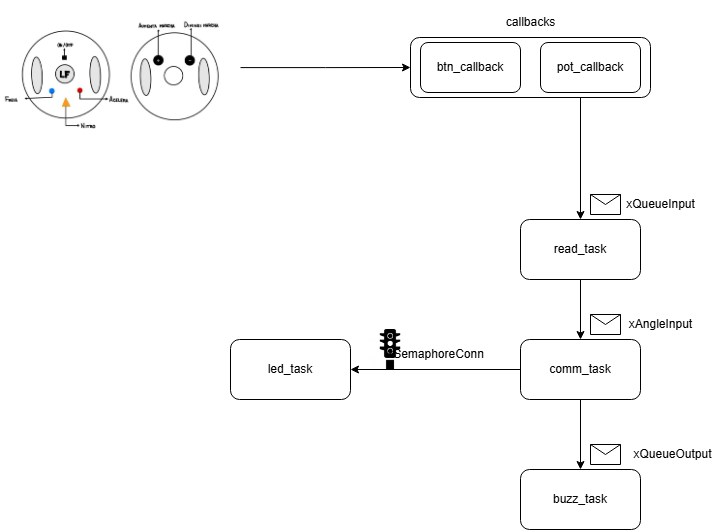 callbacks
AUMENTA MARCHA
DIMINUI MARCHA
ON/OFF
LF
FREIO
ACELERA
NITRO
btn_callback
pot_callback
xQueueInput
read_task
xAngleInput
SemaphoreConn
led_task
comm_task
xQueueOutput
buzz_task